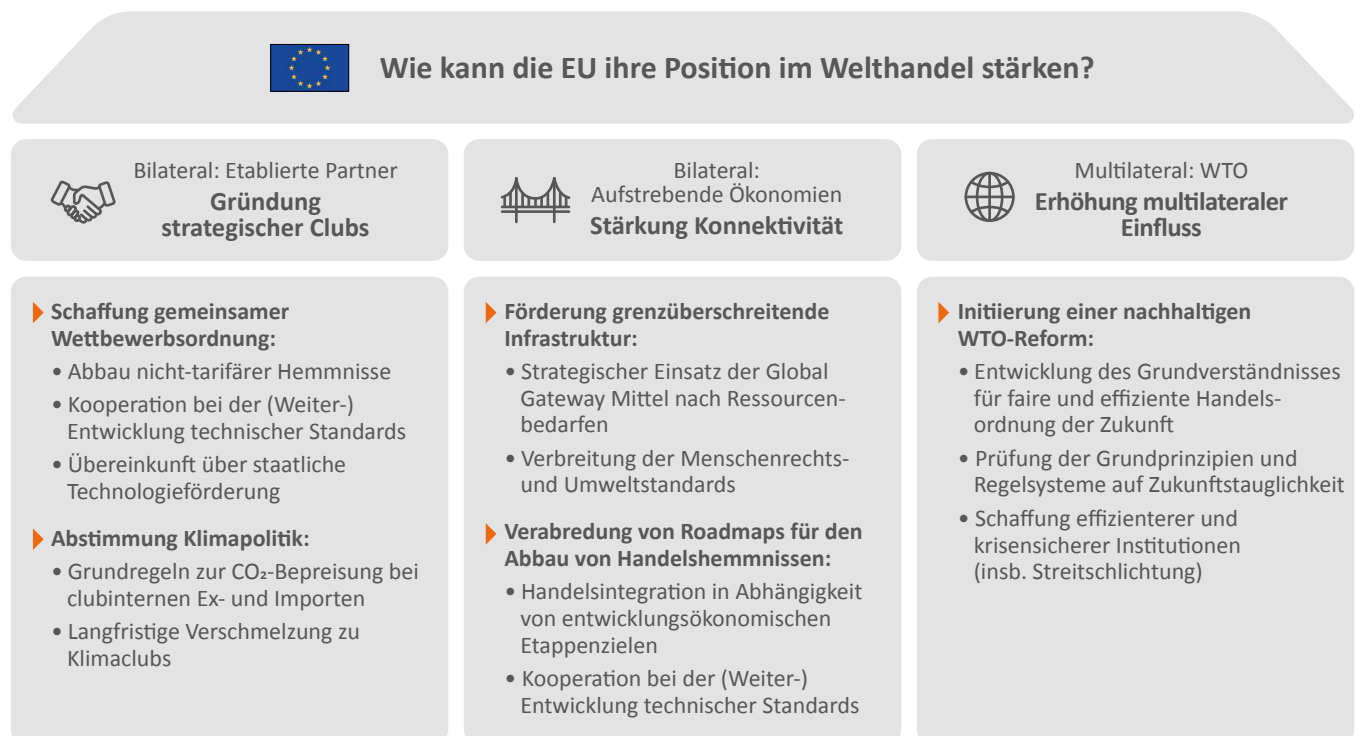 Wie kann die EU ihre Position im Welthandel stärken?
Bilateral: Etablierte Partner
Gründung
strategischer Clubs
Schaffung gemeinsamer
Wettbewerbsordnung:
• Abbau nicht-tarifärer Hemmnisse
• Kooperation bei der (Weiter-)
Entwicklung technischer Standards
• Übereinkunft über staatliche
Technologieförderung
Abstimmung Klimapolitik:
• Grundregeln zur CO₂-Bepreisung bei
clubinternen Ex- und Importen
• Langfristige Verschmelzung zu
Klimaclubs
Bilateral:
Aufstrebende Ökonomien
Stärkung Konnektivität
Förderung grenzüberschreitende
Infrastruktur:
• Strategischer Einsatz der Global
Gateway Mittel nach Ressourcen-
bedarfen
• Verbreitung der Menschenrechts-
und Umweltstandards
Verabredung von Roadmaps für den
Abbau von Handelshemmnissen:
• Handelsintegration in Abhängigkeit
von entwicklungsökonomischen
Etappenzielen
• Kooperation bei der (Weiter-)
Entwicklung technischer Standards
Multilateral: WTO
Erhöhung multilateraler
Einfluss
Initiierung einer nachhaltigen
WTO-Reform:
• Entwicklung des Grundverständnisses
für faire und effiziente Handels-
ordnung der Zukunft
• Prüfung der Grundprinzipien und
Regelsysteme auf Zukunftstauglichkeit
• Schaffung effizienterer und
krisensicherer Institutionen
(insb. Streitschlichtung)